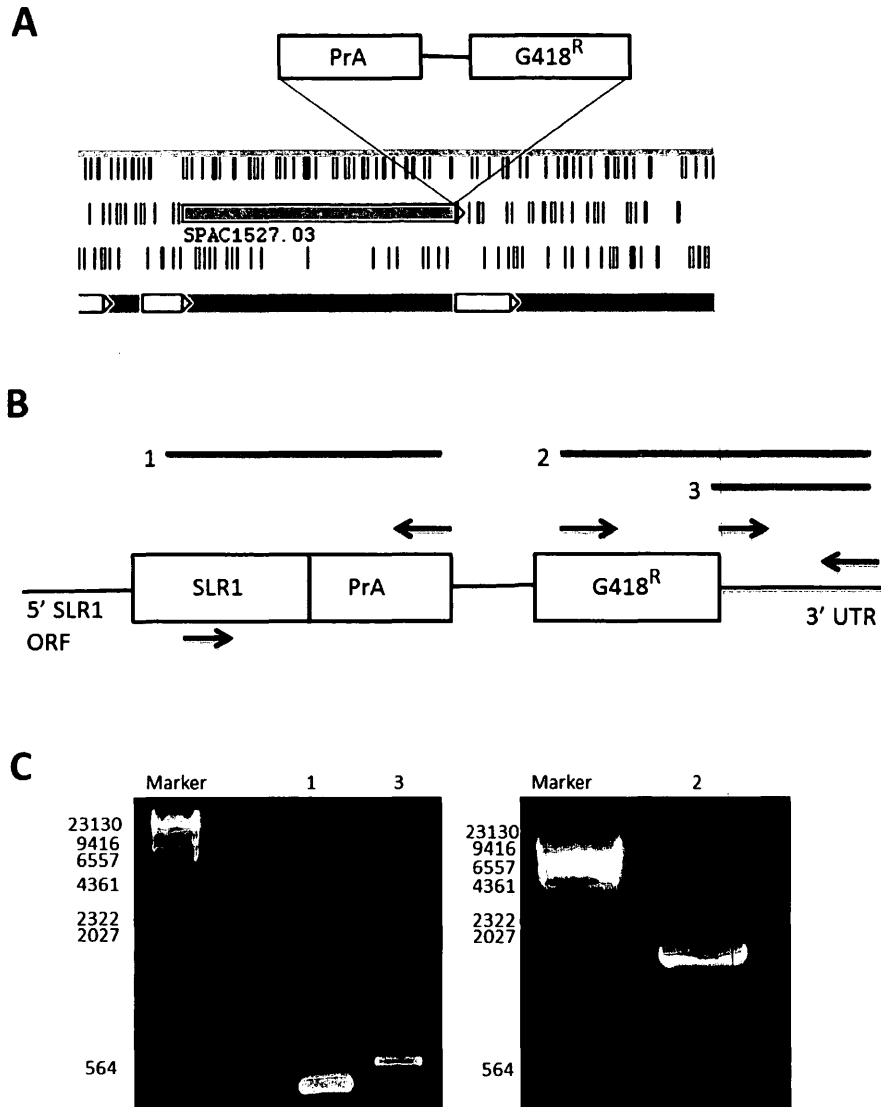 A
PrA
G418R
SPAC1527.03
B
1
2
3
SLR1
PrA
G418R
5' SLR1
ORF
3' UTR
C
Marker 1 3
23130
9416
6557
4361
2322
2027
564
Marker 2
23130
9416
6557
4361
2322
2027
564